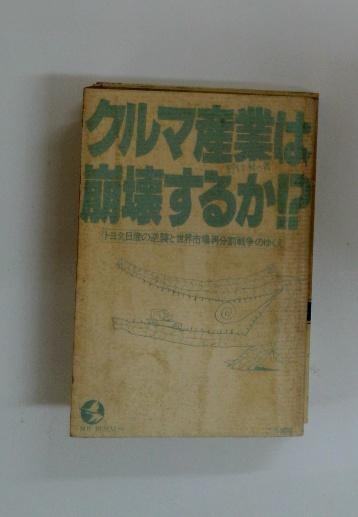 クルマ産業は
崩壊するか!?
トヨタ日産の逆襲と世界市場再分割戦争のゆくえ